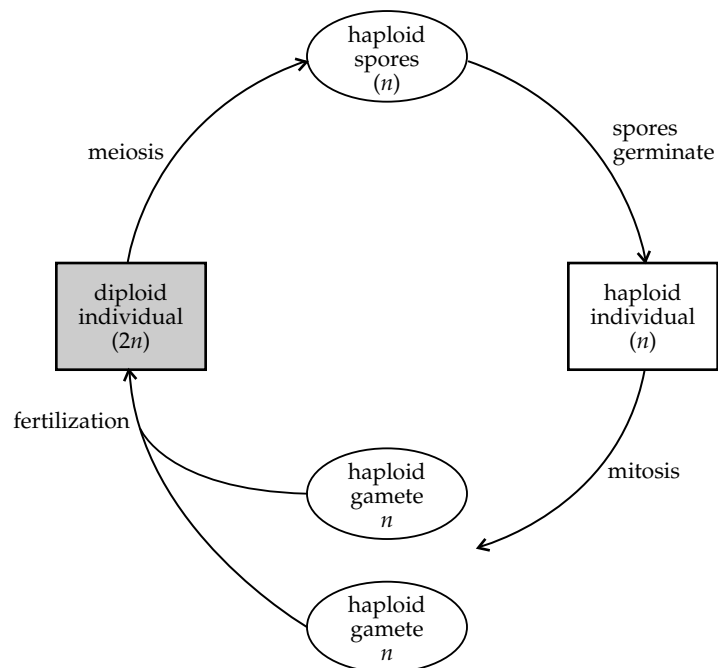 haploid
spores
(n)
meiosis
spores
germinate
diploid
individual
(2n)
haploid
individual
(n)
fertilization
haploid
gamete
n
mitosis
haploid
gamete
n